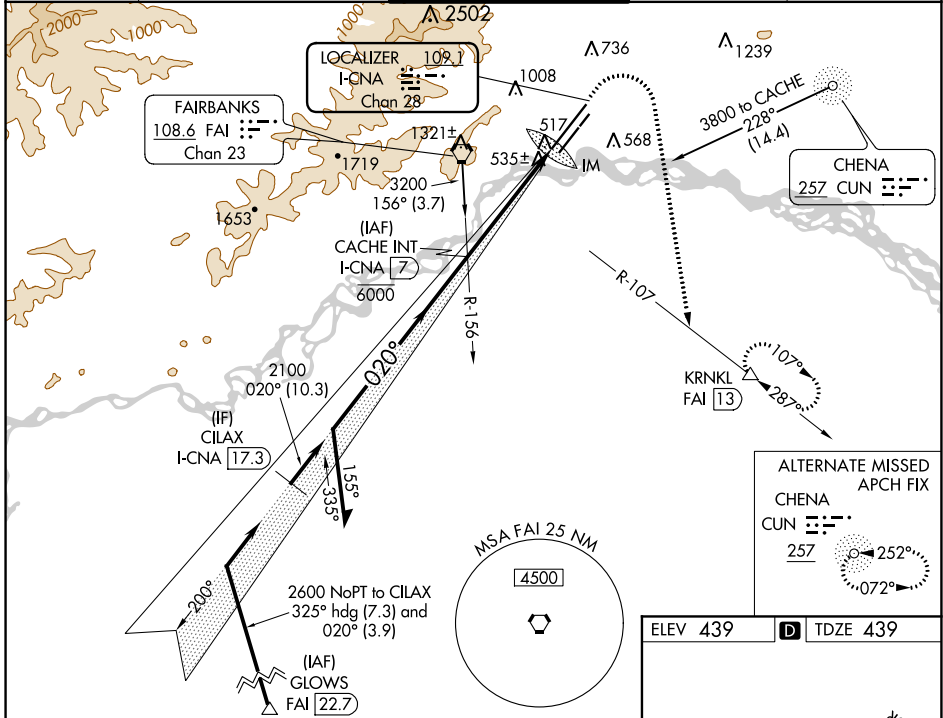 2000
1000
2502
736
1239
LOCALIZER 109.1
I-CNA
Chan 28
1008
3800 to CACHE
228°
(14.4)
FAIRBANKS
108.6 FAI
Chan 23
1321±
517
535±
568
IM
CHENA
257 CUN
1719
1653
3200
156° (3.7)
(IAF)
CACHE INT
I-CNA 7
6000
R-156
R-107
020°
2100
020° (10.3)
KRNKL
FAI 13
107°
287°
(IF)
CILAX
I-CNA 17.3
155°
335°
ALTERNATE MISSED
APCH FIX
CHENA
CUN
257
252°
072°
MSA FAI 25 NM
4500
200°
2600 NoPT to CILAX
325° hdg (7.3) and
020° (3.9)
(IAF)
GLOWS
FAI 22.7
ELEV 439 D TDZE 439